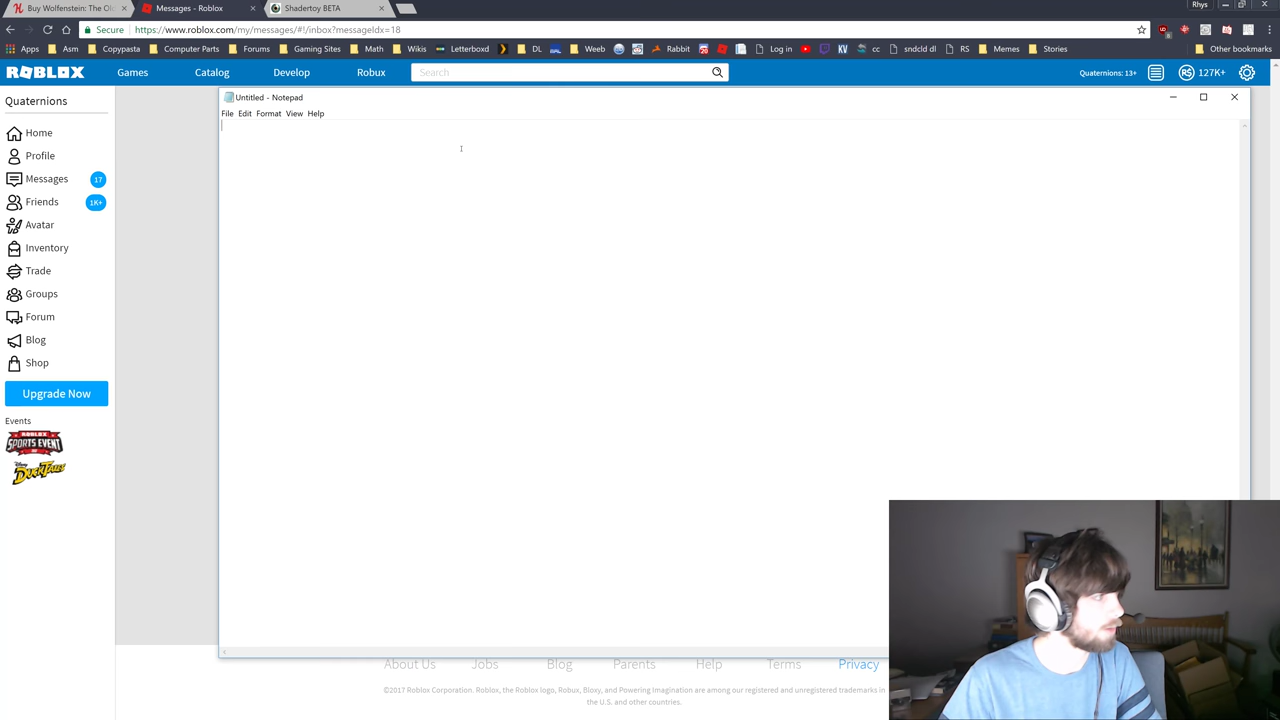 Buy Wolfenstein: The Ol
Messages - Roblox
Shadertoy BETA
Rhys
Secure
https://www.roblox.com/my/messages/#!/inbox?messageIdx=18
Apps
Asm
Copypasta
Computer Parts
Forums
Gaming Sites
Math
Wikis
Letterboxd
DL
Weeb
Rabbit
Log in
KV
cc
sndcld dl
RS
Memes
Stories
Other bookmarks
ROBLOX
Games
Catalog
Develop
Robux
Search
Quaternions: 13+
R$
127K+
Quaternions
Home
Profile
Messages
17
Friends
1K+
Avatar
Inventory
Trade
Groups
Forum
Blog
Shop
Upgrade Now
Events
ROBLOX
SPORTS EVENT
DUCKTALES
Untitled - Notepad
File Edit Format View Help
About Us
Jobs
Blog
Parents
Help
Terms
Privacy
©2017 Roblox Corporation. Roblox, the Roblox logo, Robux, Bloxy, and Powering Imagination are among our registered and unregistered trademarks in
the U.S. and other countries.